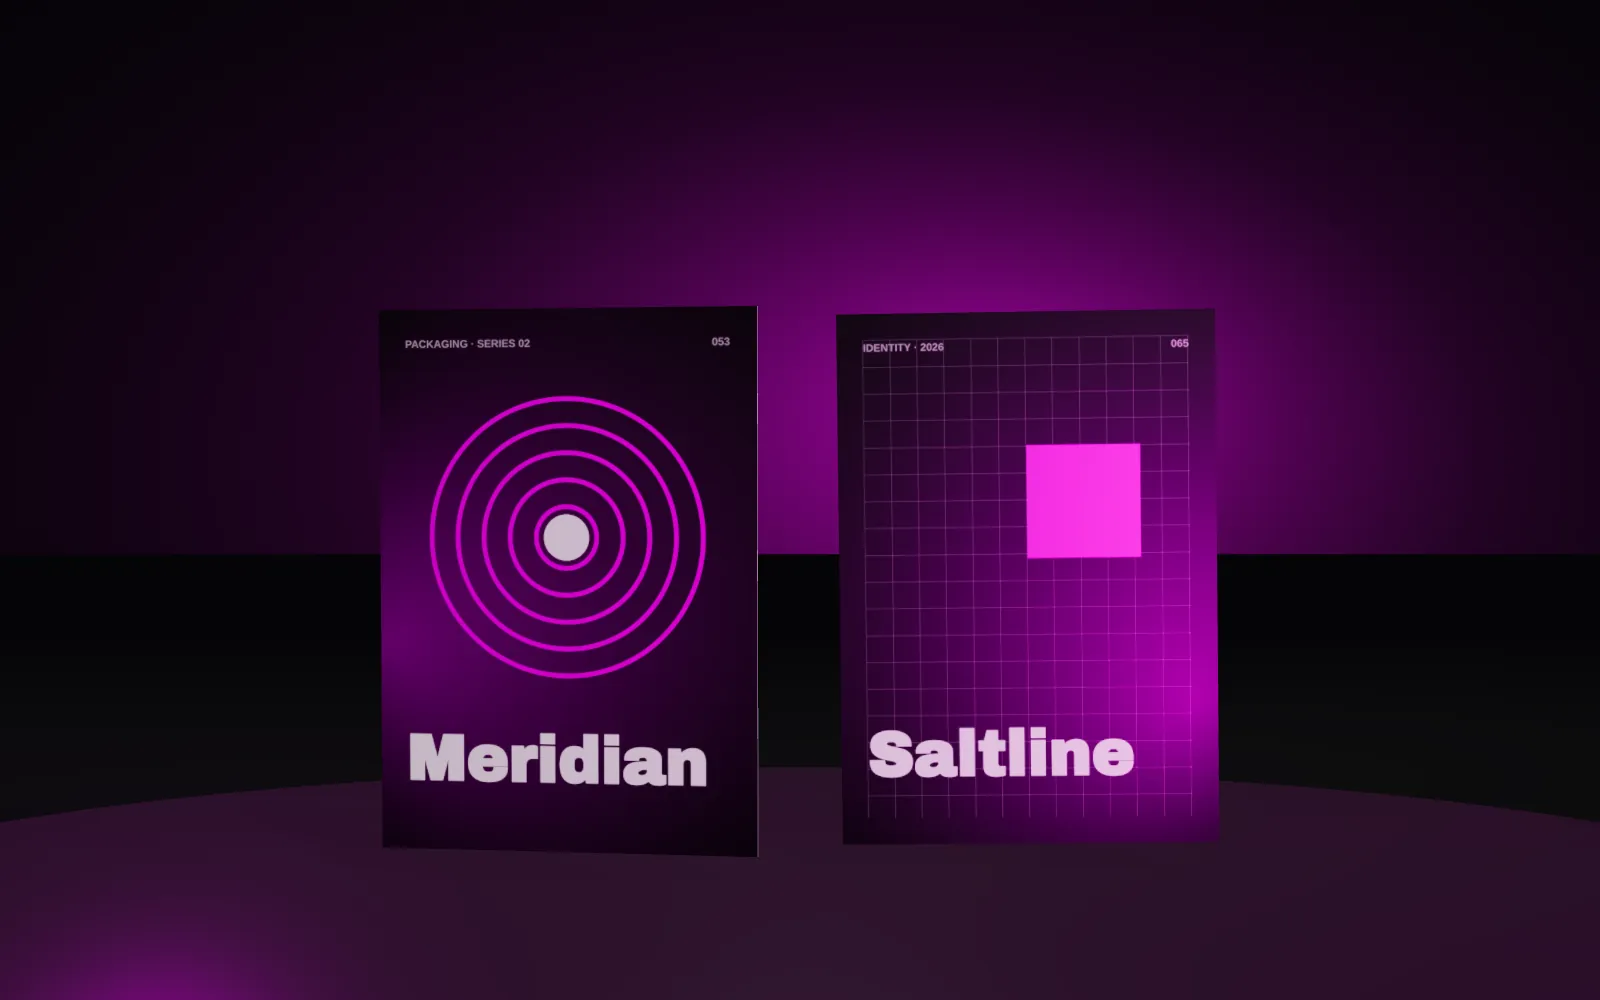 PACKAGING · SERIES 02
053
Meridian
IDENTITY · 2026
065
Saltline